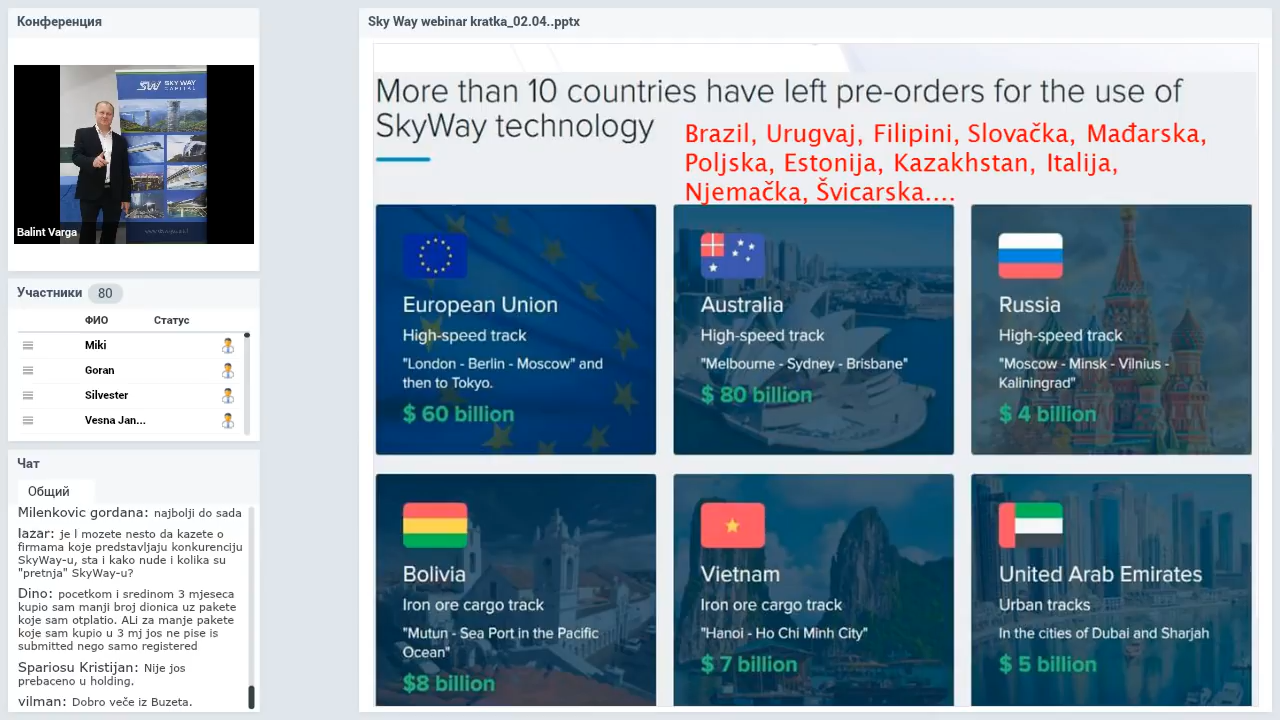 Конференция
SKY WAY
CAPITAL
Balint Varga
Участники 80
ФИО Статус
Miki
Goran
Silvester
Vesna Jan...
Чат
Общий
Milenkovic gordana: najbolji do sada
lazar: je l mozete nesto da kazete o
firmama koje predstavljaju konkurenciju
SkyWay-u, sta i kako nude i kolika su
"pretnja" SkyWay-u?
Dino: pocetkom i sredinom 3 mjeseca
kupio sam manji broj dionica uz pakete
koje sam otplatio. ALi za manje pakete
koje sam kupio u 3 mj jos ne pise is
submitted nego samo registered
Spariosu Kristijan: Nije jos
prebaceno u holding.
vilman: Dobro veče iz Buzeta.
Sky Way webinar kratka_02.04..pptx
More than 10 countries have left pre-orders for the use of
SkyWay technology
Brazil, Urugvaj, Filipini, Slovačka, Mađarska,
Poljska, Estonija, Kazakhstan, Italija,
Njemačka, Švicarska....
European Union
High-speed track
"London - Berlin - Moscow" and
then to Tokyo.
$ 60 billion
Australia
High-speed track
"Melbourne - Sydney - Brisbane"
$ 80 billion
Russia
High-speed track
"Moscow - Minsk - Vilnius -
Kaliningrad"
$ 4 billion
Bolivia
Iron ore cargo track
"Mutun - Sea Port in the Pacific
Ocean"
$8 billion
Vietnam
Iron ore cargo track
"Hanoi - Ho Chi Minh City"
$ 7 billion
United Arab Emirates
Urban tracks
In the cities of Dubai and Sharjah
$ 5 billion